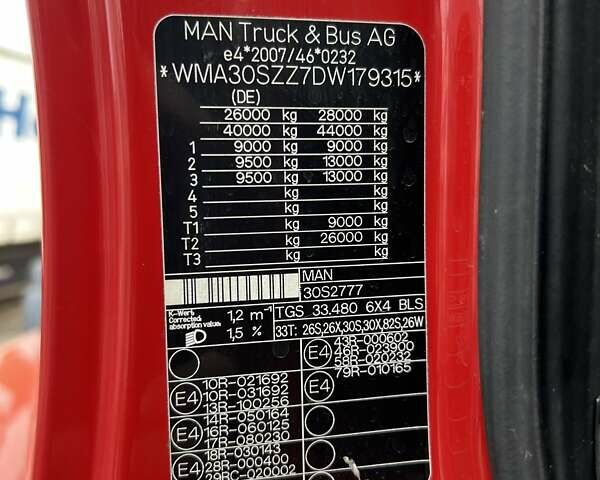 MAN Truck & Bus AG
e4*2007/46*0232
*WMA30SZZ7DW179315*
(DE)
26000 kg 28000 kg
40000 kg 44000 kg
1 9000 kg 9000 kg
2 9500 kg 13000 kg
3 9500 kg 13000 kg
4 kg kg
5 kg kg
T1 kg 9000 kg
T2 kg 26000 kg
T3 kg kg
MAN
30S2777
K-Wert:
Corrected
absorption value:
1,2 m⁻¹
1,5 %
TGS 33.480 6X4 BLS
33T: 26S,26X,30S,30X,82S,26W
E4
43R-000602
46R-023900
58R-020232
79R-010165
E4
10R-021692
10R-031692
13R-100256
14R-050164
16R-060125
17R-080230
E4
18R-030143
28R-000400
29RC-020002